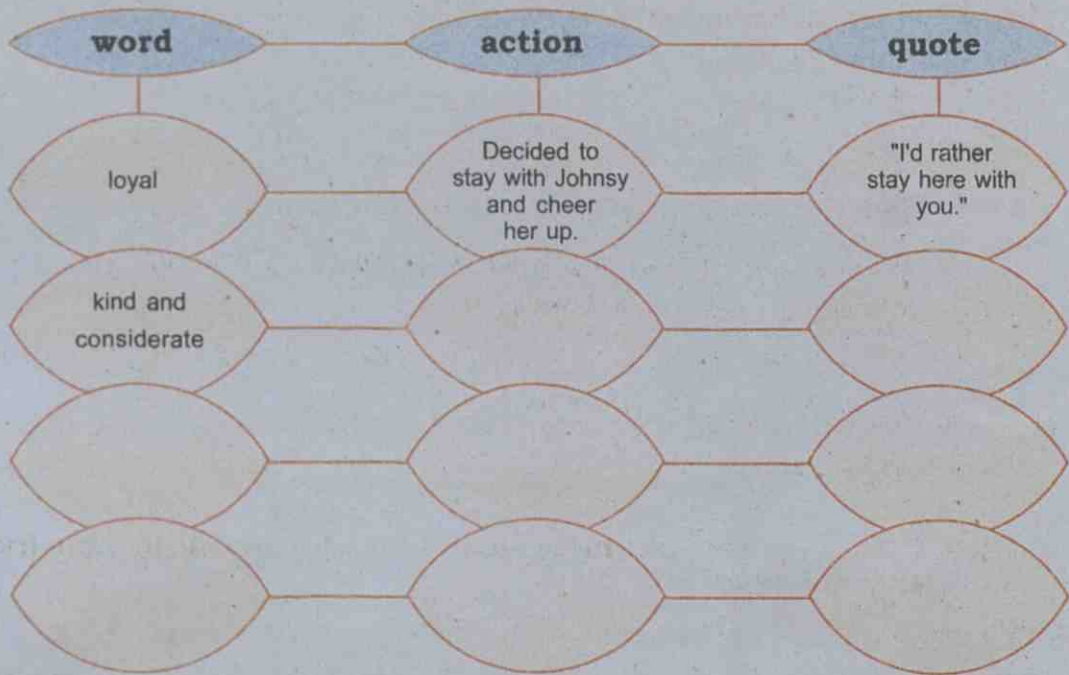 word
action
quote
loyal
Decided to
stay with Johnsy
and cheer
her up.
"I'd rather
stay here with
you."
kind and
considerate